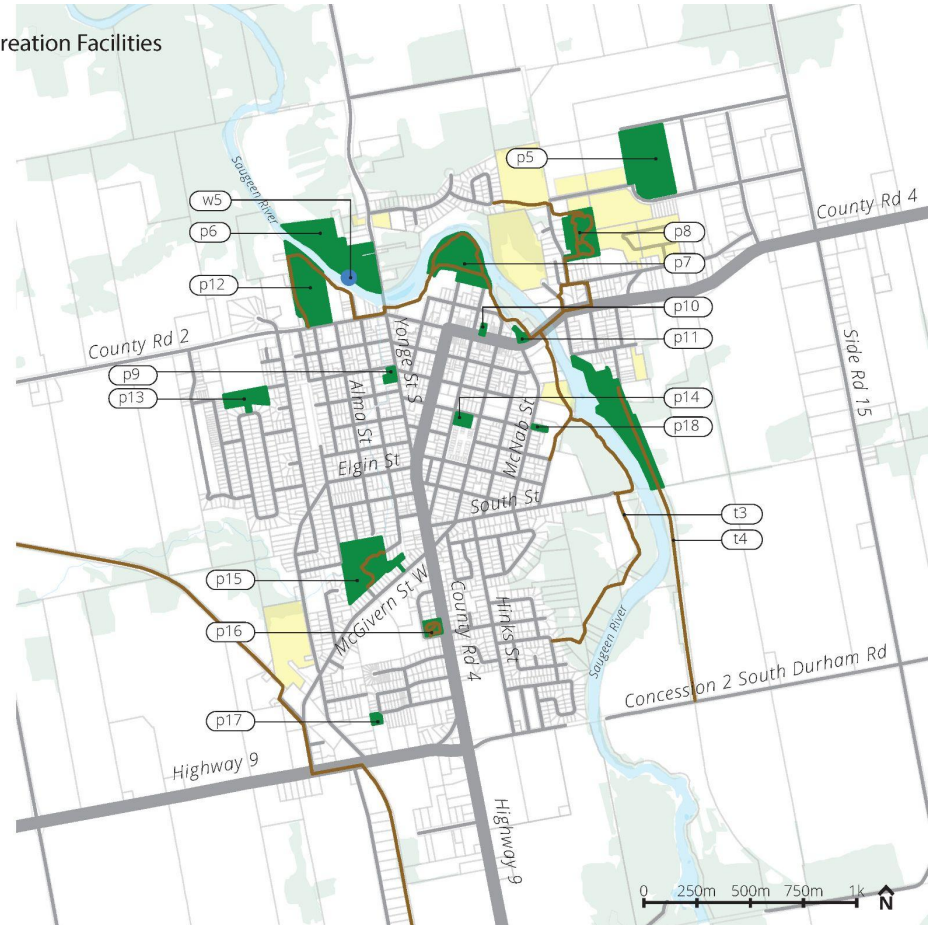 reation Facilities
p5
w5
Saugeen River
County Rd 4
p6
p8
p7
p12
p10
County Rd 2
Yonge St S
p11
Side Rd 15
p9
p13
Alma St
p14
McNab St
p18
Elgin St
South St
t3
t4
p15
McGivern St W
County Rd 4
Hinks St
p16
Saugeen River
Concession 2 South Durham Rd
p17
Highway 9
Highway 9
0 250m 500m 750m 1k
N